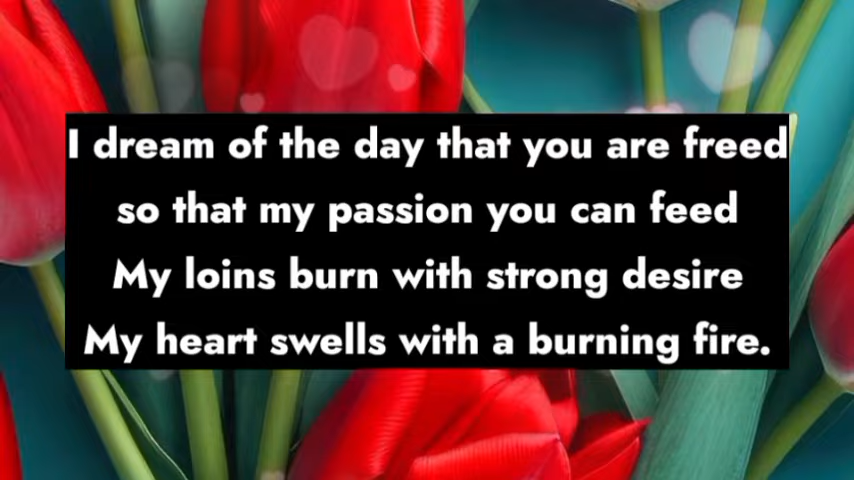 I dream of the day that you are freed
so that my passion you can feed
My loins burn with strong desire
My heart swells with a burning fire.